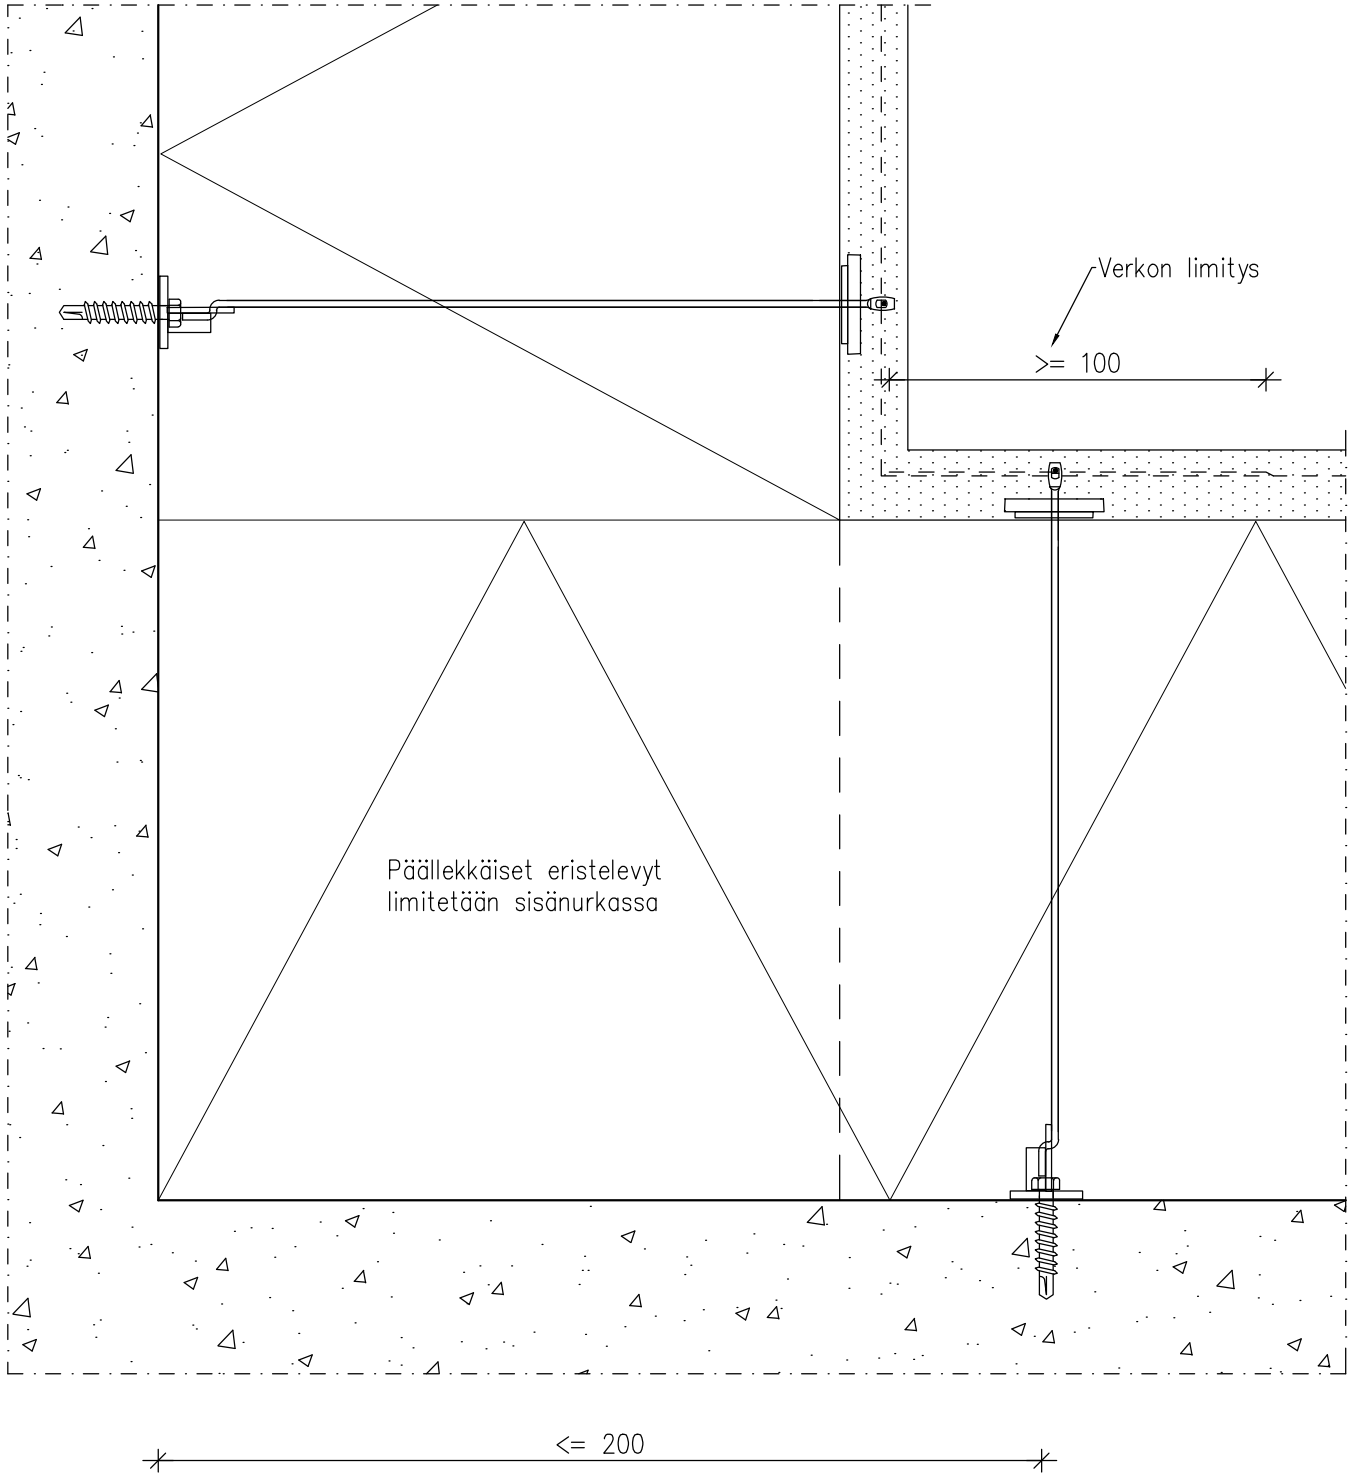 Verkon limitys
>= 100
Päällekkäiset eristelevyt
limitetään sisänurkassa
<= 200